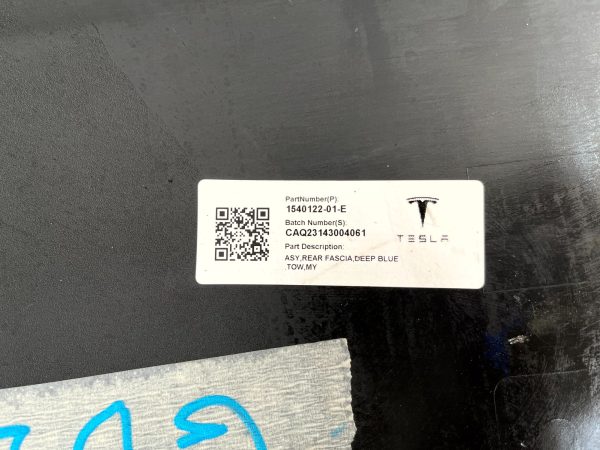 PartNumber(P):
1540122-01-E
Batch Number(S):
CAQ23143004061
Part Description:
ASY,REAR FASCIA,DEEP BLUE
,TOW,MY
TESLA